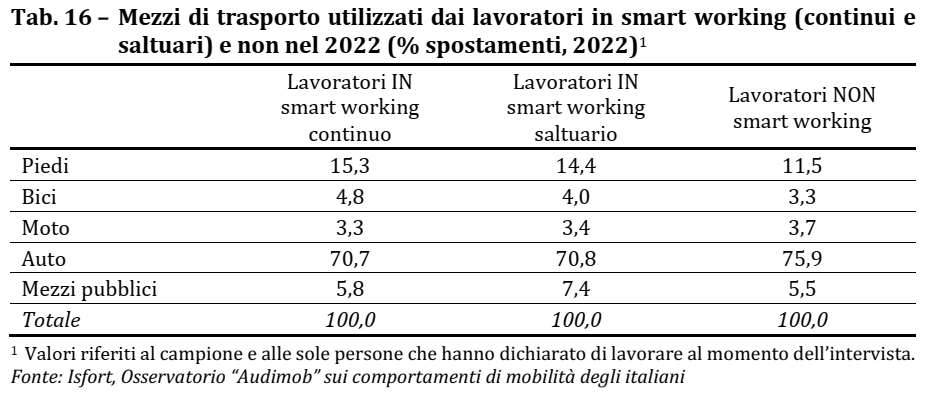 Tab. 16 – Mezzi di trasporto utilizzati dai lavoratori in smart working (continui e
saltuari) e non nel 2022 (% spostamenti, 2022)¹
Lavoratori IN smart working continuo Lavoratori IN smart working saltuario Lavoratori NON smart working
Piedi 15,3 14,4 11,5
Bici 4,8 4,0 3,3
Moto 3,3 3,4 3,7
Auto 70,7 70,8 75,9
Mezzi pubblici 5,8 7,4 5,5
Totale 100,0 100,0 100,0
¹ Valori riferiti al campione e alle sole persone che hanno dichiarato di lavorare al momento dell’intervista.
Fonte: Isfort, Osservatorio “Audimob” sui comportamenti di mobilità degli italiani